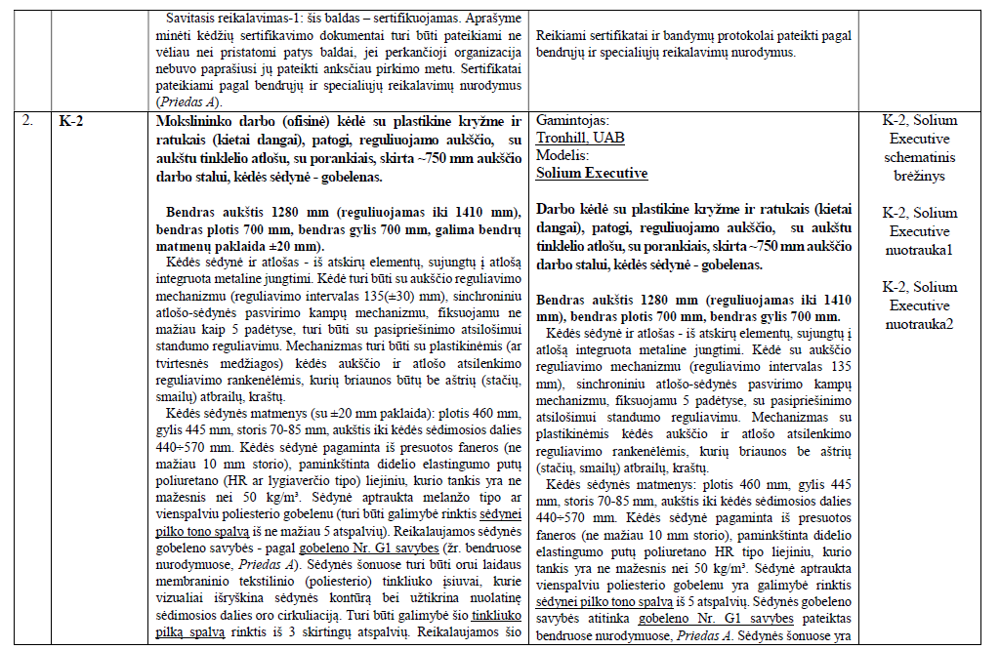 Savitasis reikalavimas-1: šis baldas – sertifikuojamas. Aprašyme
minėti kėdžių sertifikavimo dokumentai turi būti pateikiami ne
vėliau nei pristatomi patys baldai, jei perkančioji organizacija
nebuvo paprašiusi jų pateikti anksčiau pirkimo metu. Sertifikatai
pateikiami pagal bendrųjų ir specialiųjų reikalavimų nurodymus
(Priedas A).
Reikiami sertifikatai ir bandymų protokolai pateikti pagal
bendrųjų ir specialiųjų reikalavimų nurodymus.
2.
K-2
Mokslininko darbo (ofisinė) kėdė su plastikine kryžme ir
ratukais (kietai dangai), patogi, reguliuojamo aukščio, su
aukštu tinklelio atlošu, su porankiais, skirta ~750 mm aukščio
darbo stalui, kėdės sėdynė - gobelenas.
Bendras aukštis 1280 mm (reguliuojamas iki 1410 mm),
bendras plotis 700 mm, bendras gylis 700 mm, galima bendrų
matmenų paklaida ±20 mm).
Kėdės sėdynė ir atlošas - iš atskirų elementų, sujungtų į atlošą
integruota metaline jungtimi. Kėdė turi būti su aukščio reguliavimo
mechanizmu (reguliavimo intervalas 135(±30) mm), sinchroniniu
atlošo-sėdynės pasvirimo kampų mechanizmu, fiksuojamu ne
mažiau kaip 5 padėtyse, turi būti su pasipriešinimo atsilošimui
standumo reguliavimu. Mechanizmas turi būti su plastikinėmis (ar
tvirtesnės medžiagos) kėdės aukščio ir atlošo atsilenkimo
reguliavimo rankenėlėmis, kurių briaunos būtų be aštrių (stačių,
smailų) atbrailų, kraštų.
Kėdės sėdynės matmenys (su ±20 mm paklaida): plotis 460 mm,
gylis 445 mm, storis 70-85 mm, aukštis iki kėdės sėdimosios dalies
440÷570 mm. Kėdės sėdynė pagaminta iš presuotos faneros (ne
mažiau 10 mm storio), paminkštinta didelio elastingumo putų
poliuretano (HR ar lygiaverčio tipo) liejiniu, kurio tankis yra ne
mažesnis nei 50 kg/m³. Sėdynė aptraukta melanžo tipo ar
vienspalviu poliesterio gobelenu (turi būti galimybė rinktis sėdynei
pilko tono spalvą iš ne mažiau 5 atspalvių). Reikalaujamos sėdynės
gobeleno savybės - pagal gobeleno Nr. G1 savybes (žr. bendruose
nurodymuose, Priedas A). Sėdynės šonuose turi būti orui laidaus
membraninio tekstilinio (poliesterio) tinkliuko įsiuvai, kurie
vizualiai išryškina sėdynės kontūrą bei užtikrina nuolatinę
sėdimosios dalies oro cirkuliaciją. Turi būti galimybė šio tinkliuko
pilką spalvą rinktis iš 3 skirtingų atspalvių. Reikalaujamos šio
Gamintojas:
Tronhill, UAB
Modelis:
Solium Executive
Darbo kėdė su plastikine kryžme ir ratukais (kietai
dangai), patogi, reguliuojamo aukščio, su aukštu
tinklelio atlošu, su porankiais, skirta ~750 mm aukščio
darbo stalui, kėdės sėdynė - gobelenas.
Bendras aukštis 1280 mm (reguliuojamas iki 1410
mm), bendras plotis 700 mm, bendras gylis 700 mm.
Kėdės sėdynė ir atlošas - iš atskirų elementų, sujungtų į
atlošą integruota metaline jungtimi. Kėdė su aukščio
reguliavimo mechanizmu (reguliavimo intervalas 135
mm), sinchroniniu atlošo-sėdynės pasvirimo kampų
mechanizmu, fiksuojamu 5 padėtyse, su pasipriešinimo
atsilošimui standumo reguliavimu. Mechanizmas su
plastikinėmis kėdės aukščio ir atlošo atsilenkimo
reguliavimo rankenėlėmis, kurių briaunos be aštrių
(stačių, smailų) atbrailų, kraštų.
Kėdės sėdynės matmenys: plotis 460 mm, gylis 445
mm, storis 70-85 mm, aukštis iki kėdės sėdimosios dalies
440÷570 mm. Kėdės sėdynė pagaminta iš presuotos
faneros (ne mažiau 10 mm storio), paminkštinta didelio
elastingumo putų poliuretano HR tipo liejiniu, kurio
tankis yra ne mažesnis nei 50 kg/m³. Sėdynė aptraukta
vienspalviu poliesterio gobelenu yra galimybė rinktis
sėdynei pilko tono spalvą iš 5 atspalvių. Sėdynės gobeleno
savybės atitinka gobeleno Nr. G1 savybes pateiktas
bendruose nurodymuose, Priedas A. Sėdynės šonuose yra
K-2, Solium
Executive
schematinis
brėžinys
K-2, Solium
Executive
nuotrauka1
K-2, Solium
Executive
nuotrauka2